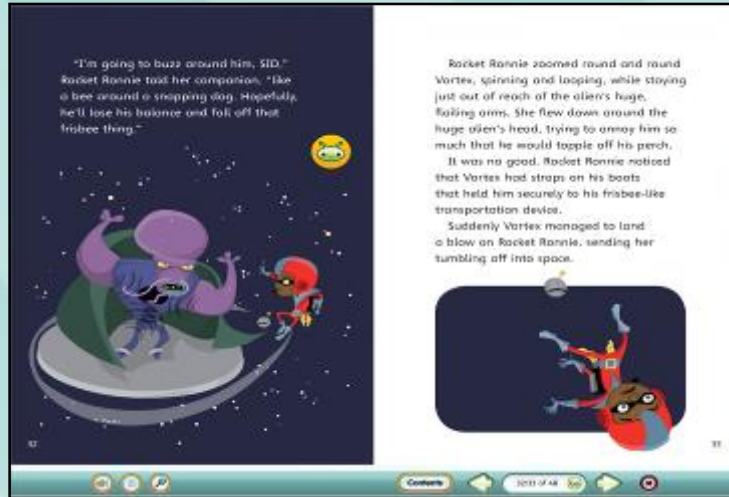 "I'm going to buzz around him, SID,"
Rocket Ronnie told her companion, "like
a bee around a snapping dog. Hopefully,
he'll lose his balance and fall off that
frisbee thing."
32
Rocket Ronnie zoomed round and round
Vortex, spinning and looping, while staying
just out of reach of the alien's huge,
flailing arms. She flew down around the
huge alien's head, trying to annoy him so
much that he would topple off his perch.
It was no good. Rocket Ronnie noticed
that Vortex had straps on his boots
that held him securely to his frisbee-like
transportation device.
Suddenly Vortex managed to land
a blow on Rocket Ronnie, sending her
tumbling off into space.
33
Contents
32/33 of 48